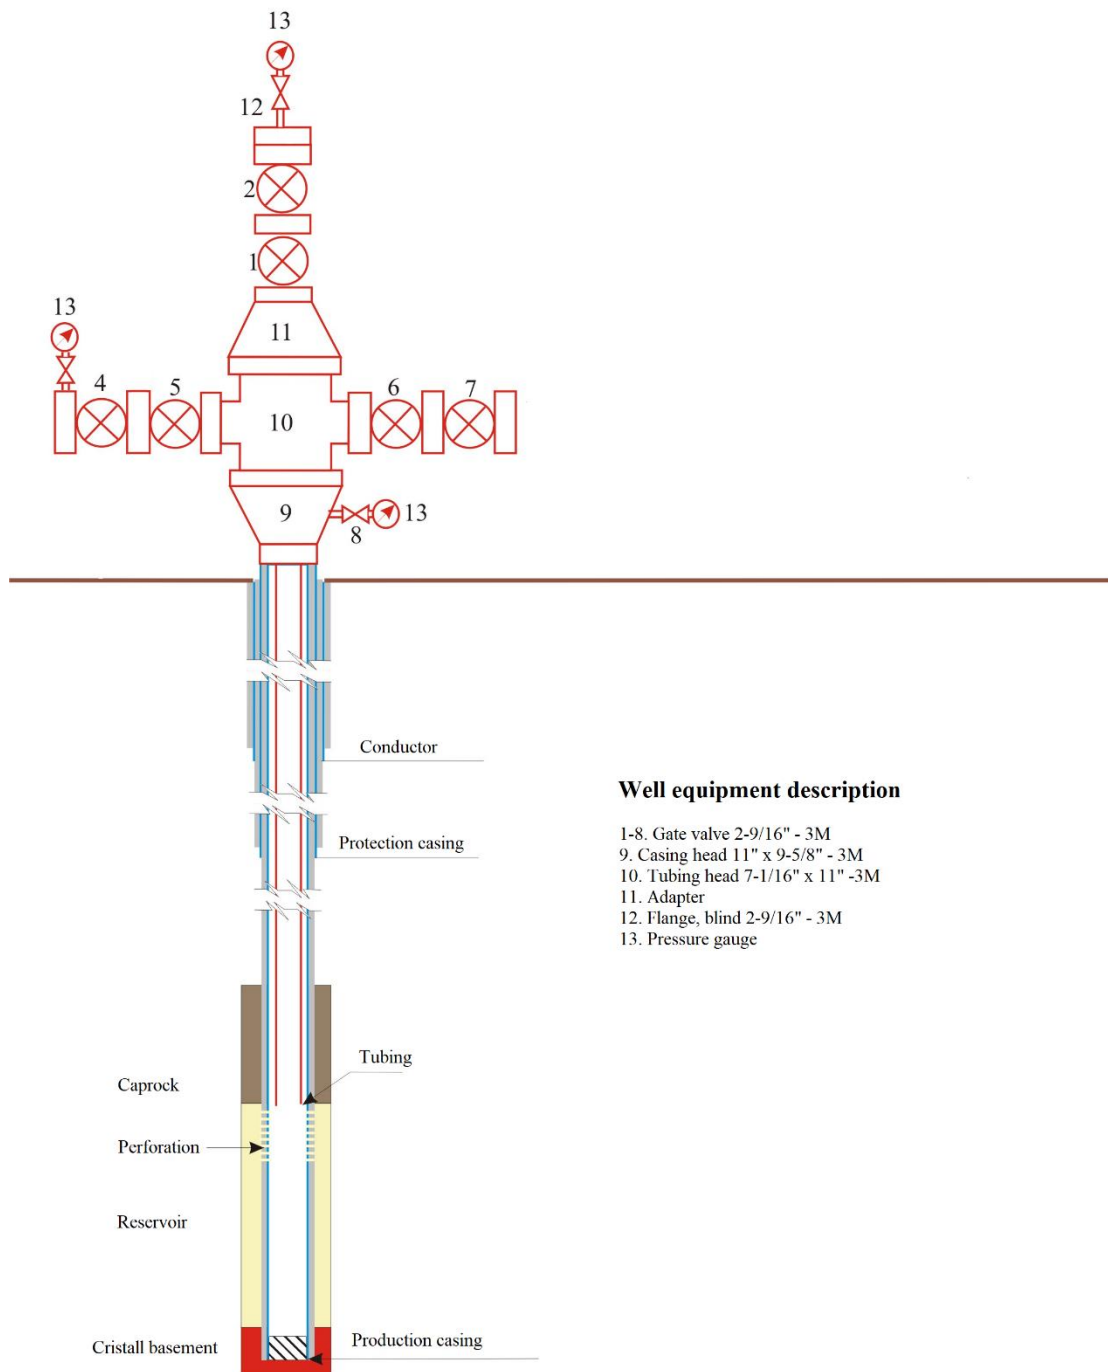 13
12
2
1
13
11
4
5
6
7
10
9
13
8
Conductor
Protection casing
Well equipment description
1-8. Gate valve 2-9/16" - 3M
9. Casing head 11" x 9-5/8" - 3M
10. Tubing head 7-1/16" x 11" -3M
11. Adapter
12. Flange, blind 2-9/16" - 3M
13. Pressure gauge
Tubing
Caprock
Perforation
Reservoir
Production casing
Cristall basement